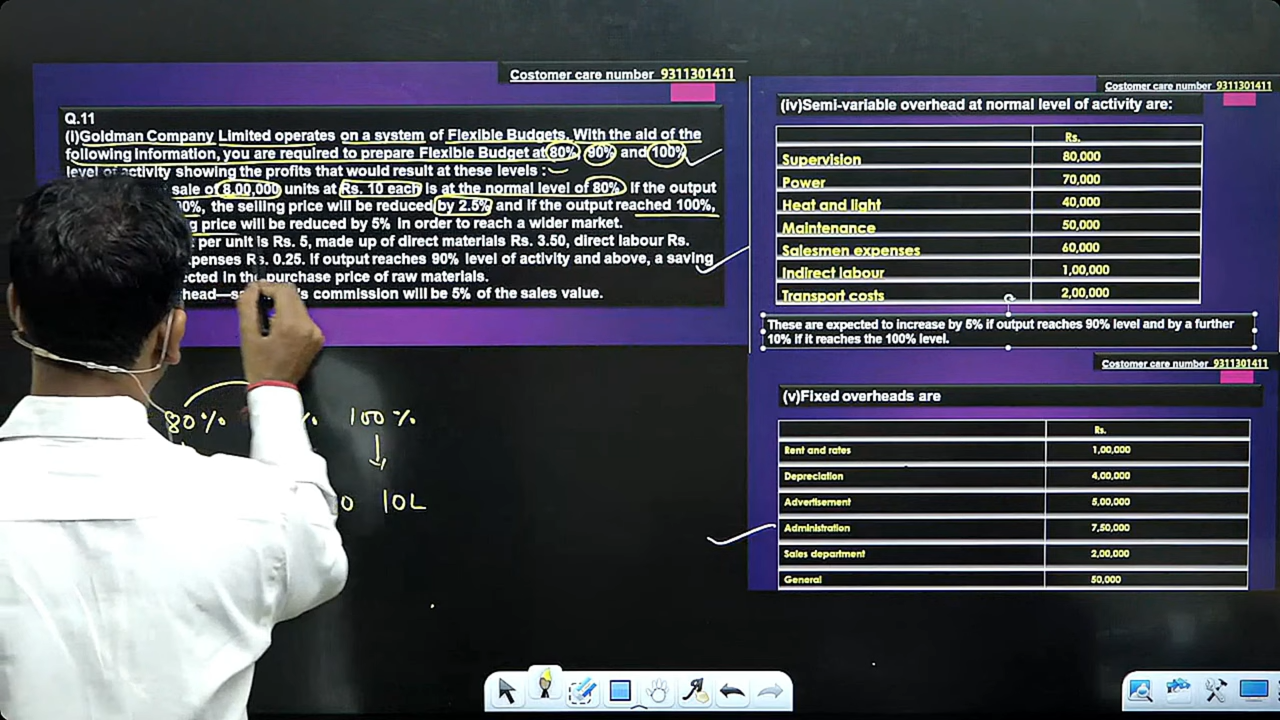 Costomer care number 9311301411
Q.11
(i)Goldman Company Limited operates on a system of Flexible Budgets. With the aid of the
following information, you are required to prepare Flexible Budget at 80%, 90% and 100%
level of activity showing the profits that would result at these levels :
sale of 8,00,000 units at Rs. 10 each is at the normal level of 80%. If the output
the selling price will be reduced by 2.5% and if the output reached 100%,
price will be reduced by 5% in order to reach a wider market.
per unit is Rs. 5, made up of direct materials Rs. 3.50, direct labour Rs.
Rs. 0.25. If output reaches 90% level of activity and above, a saving
in the purchase price of raw materials.
commission will be 5% of the sales value.
80% % 100%
0 10L
Costomer care number 9311301411
(iv)Semi-variable overhead at normal level of activity are:
Rs.
Supervision 80,000
Power 70,000
Heat and light 40,000
Maintenance 50,000
Salesmen expenses 60,000
Indirect labour 1,00,000
Transport costs 2,00,000
These are expected to increase by 5% if output reaches 90% level and by a further
10% if it reaches the 100% level.
Costomer care number 9311301411
(v)Fixed overheads are
Rs.
Rent and rates 1,00,000
Depreciation 4,00,000
Advertisement 5,00,000
Administration 7,50,000
Sales department 2,00,000
General 50,000